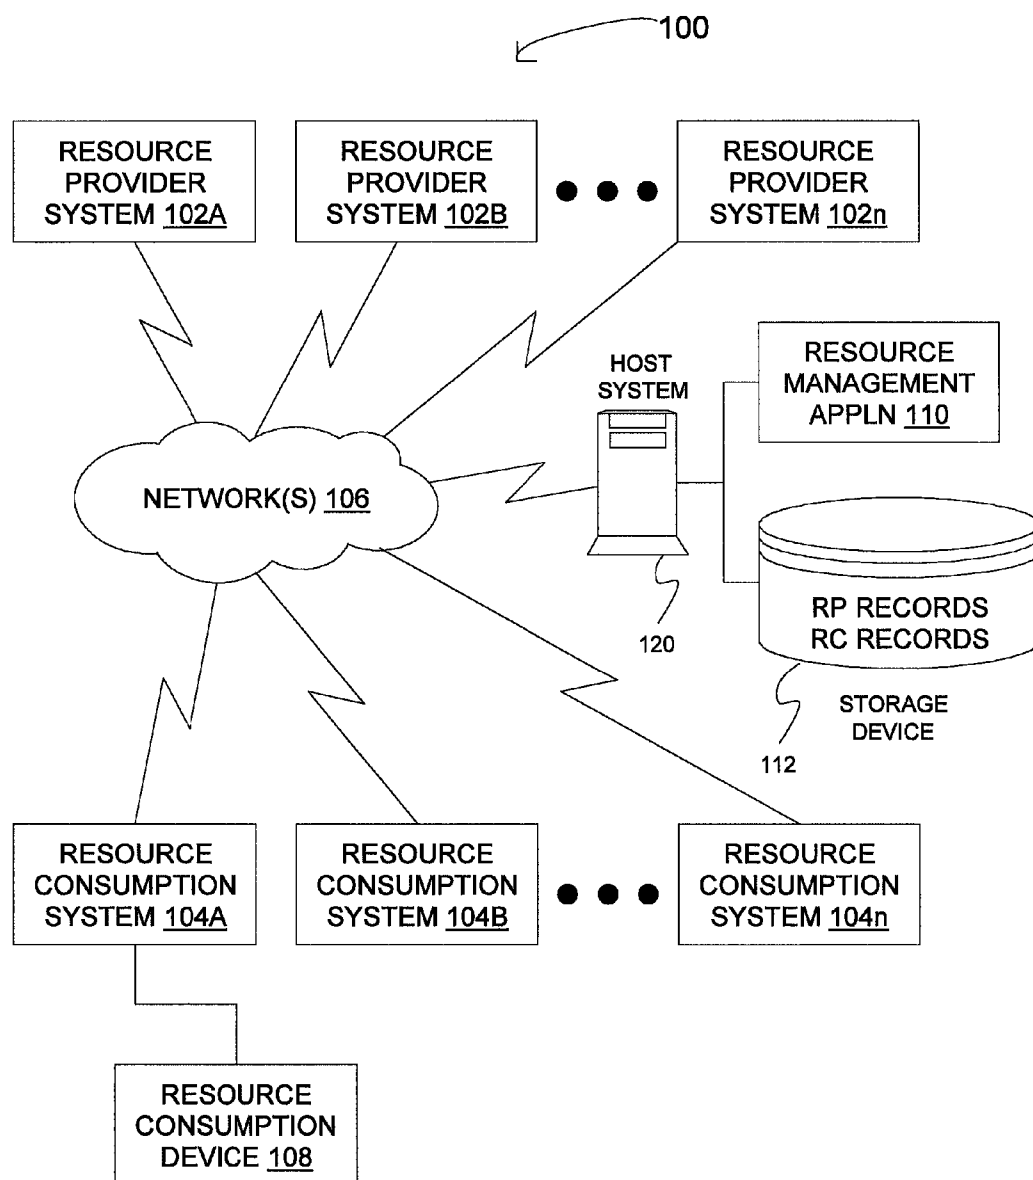 100
RESOURCE
PROVIDER
SYSTEM 102A
RESOURCE
PROVIDER
SYSTEM 102B
RESOURCE
PROVIDER
SYSTEM 102n
HOST
SYSTEM
RESOURCE
MANAGEMENT
APPLN 110
NETWORK(S) 106
120
RP RECORDS
RC RECORDS
STORAGE
DEVICE
112
RESOURCE
CONSUMPTION
SYSTEM 104A
RESOURCE
CONSUMPTION
SYSTEM 104B
RESOURCE
CONSUMPTION
SYSTEM 104n
RESOURCE
CONSUMPTION
DEVICE 108